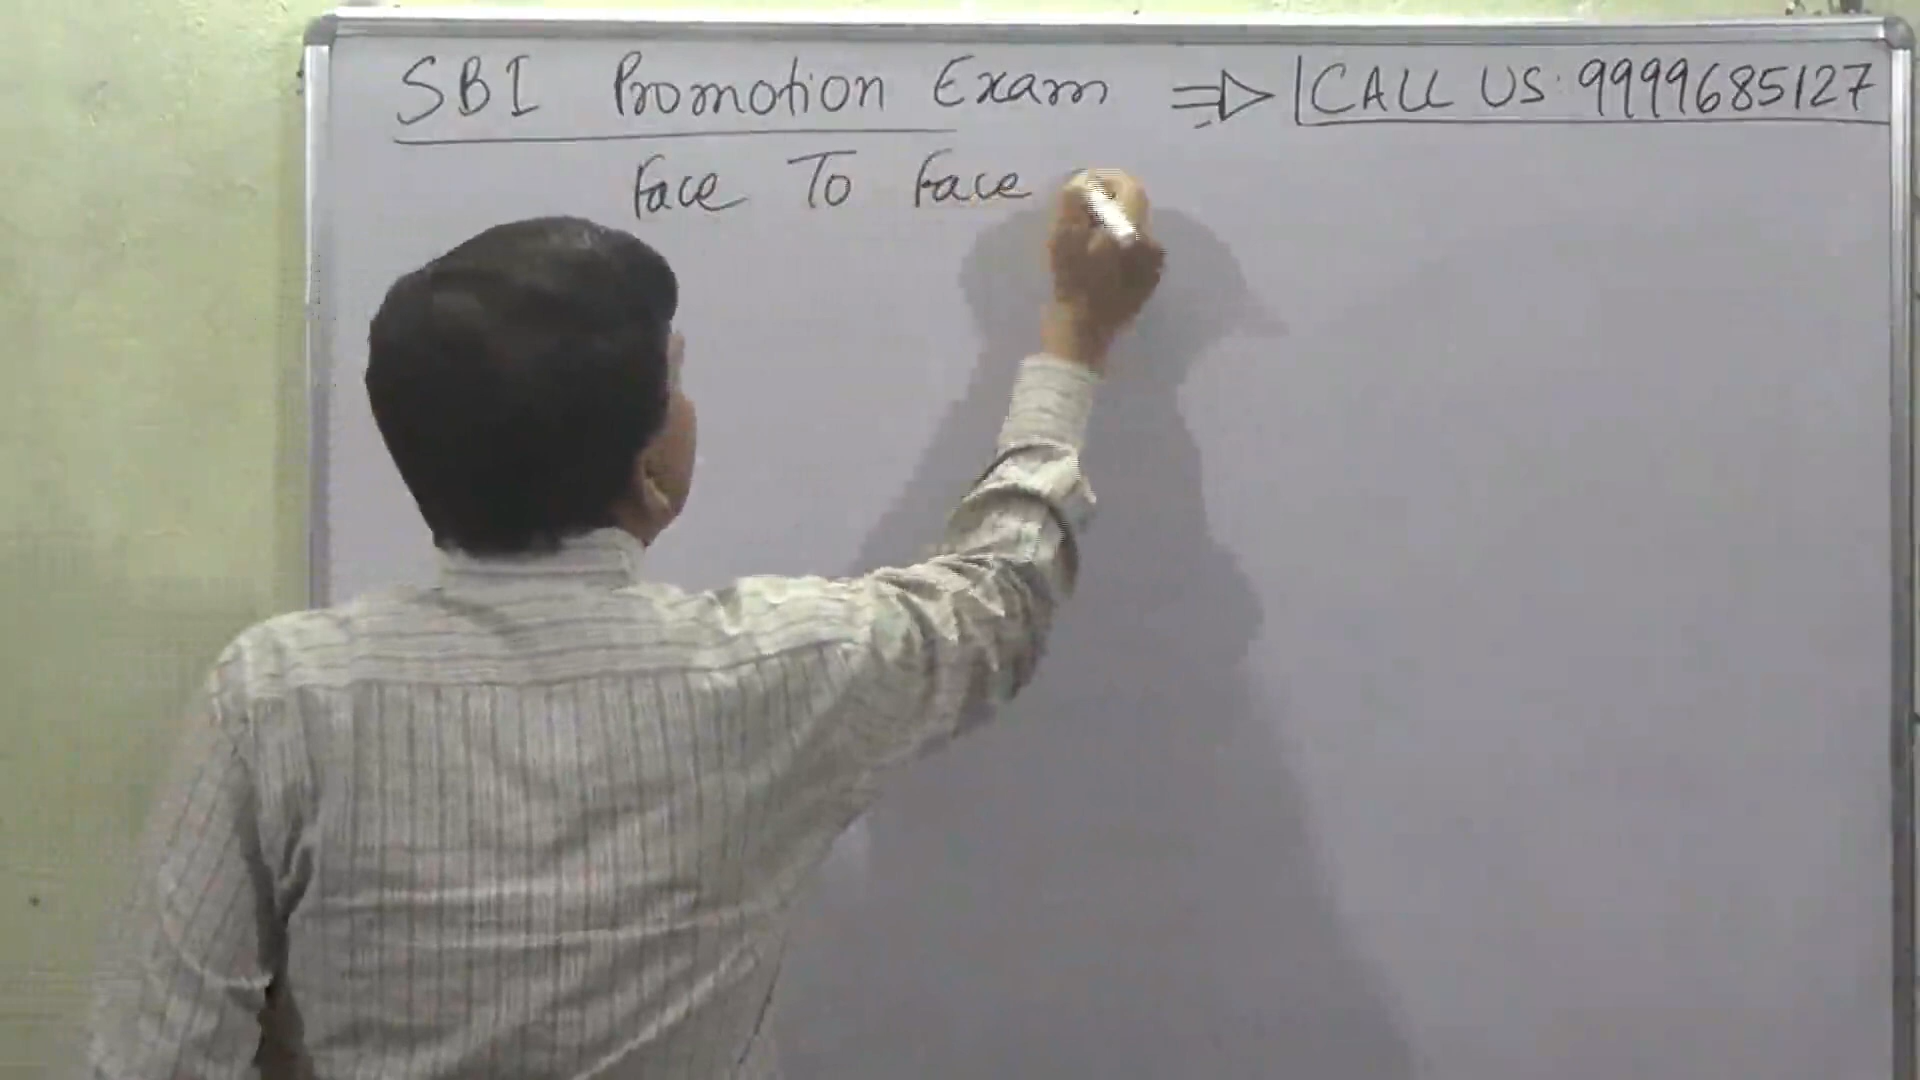 SBI Promotion Exam ⇒ CALL US: 9999685127
Face To Face